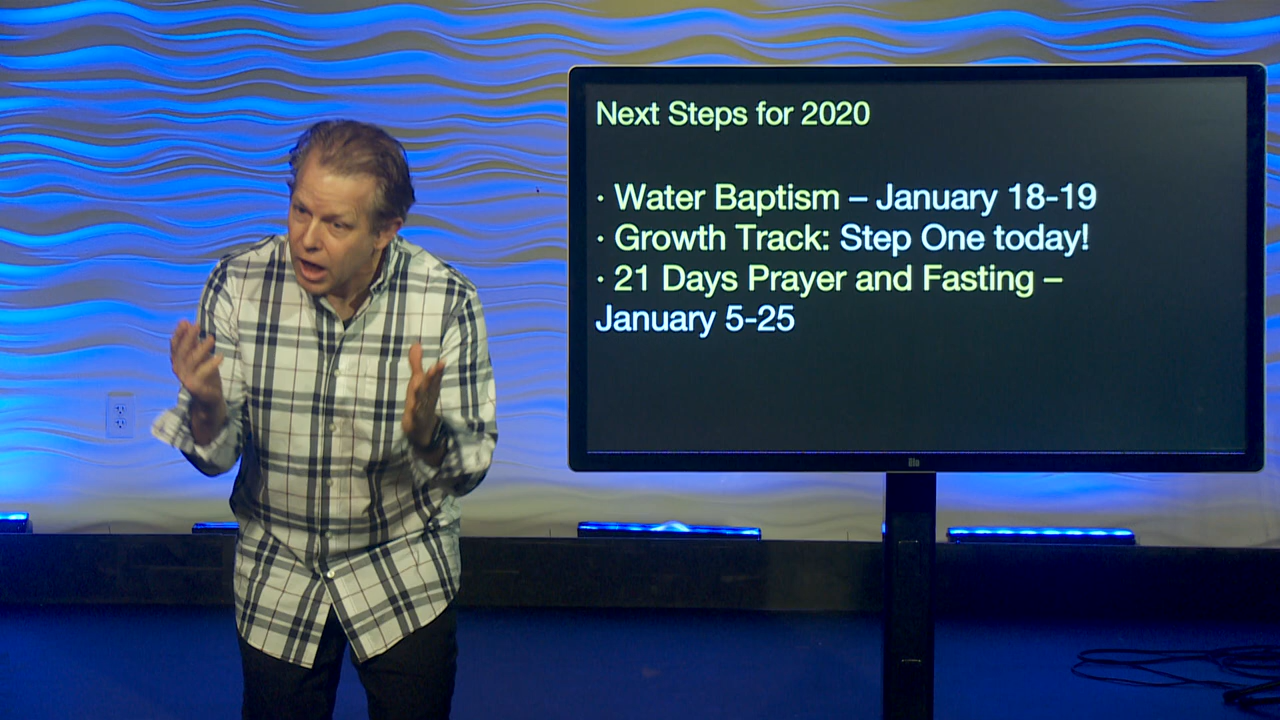 Next Steps for 2020
· Water Baptism – January 18-19
· Growth Track: Step One today!
· 21 Days Prayer and Fasting –
January 5-25
elo